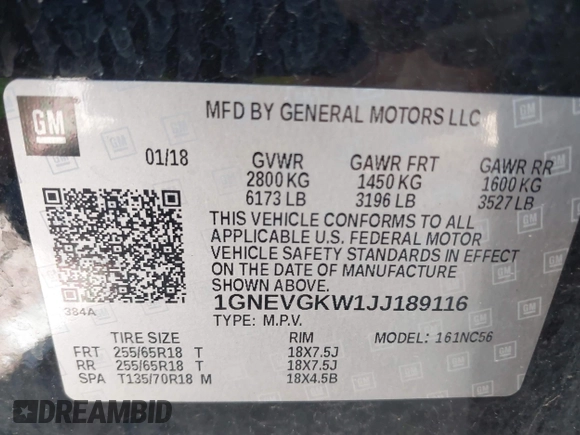 GM
MFD BY GENERAL MOTORS LLC
01/18 GVWR GAWR FRT GAWR RR
2800 KG 1450 KG 1600 KG
6173 LB 3196 LB 3527 LB
THIS VEHICLE CONFORMS TO ALL
APPLICABLE U.S. FEDERAL MOTOR
VEHICLE SAFETY STANDARDS IN EFFECT
ON THE DATE OF MANUFACTURE
SHOWN ABOVE.
384A
1GNEVGKW1JJ189116
TYPE: M.P.V. MODEL: 161NC56
TIRE SIZE RIM
FRT 255/65R18 T 18X7.5J
RR 255/65R18 T 18X7.5J
SPA T135/70R18 M 18X4.5B
DREAMBID